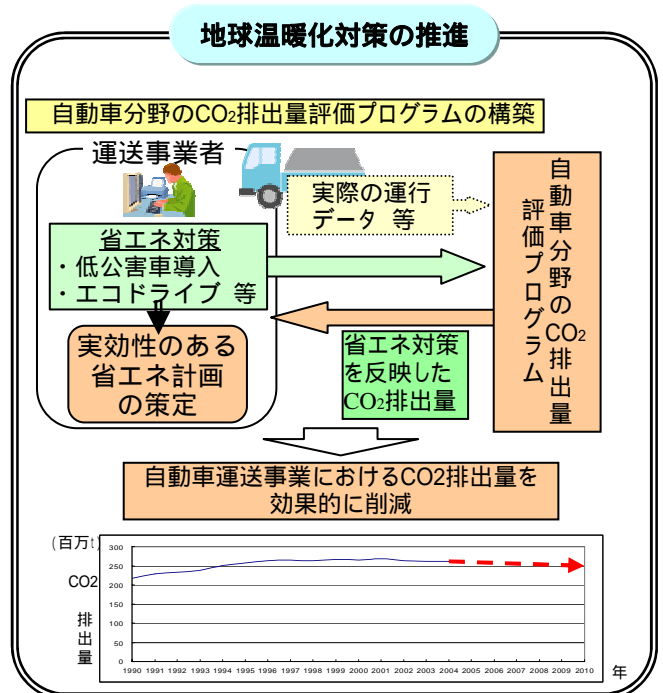 地球温暖化対策の推進
自動車分野のCO2排出量評価プログラムの構築
運送事業者
実際の運行
データ 等
省エネ対策
・低公害車導入
・エコドライブ 等
実効性のある
省エネ計画
の策定
省エネ対策
を反映した
CO2排出量
自動車分野のCO2排出量
評価プログラム
自動車運送事業におけるCO2排出量を
効果的に削減
(百万t)
CO2
排出量
300
250
200
150
100
50
0
1990 1991 1992 1993 1994 1995 1996 1997 1998 1999 2000 2001 2002 2003 2004 2005 2006 2007 2008 2009 2010
年